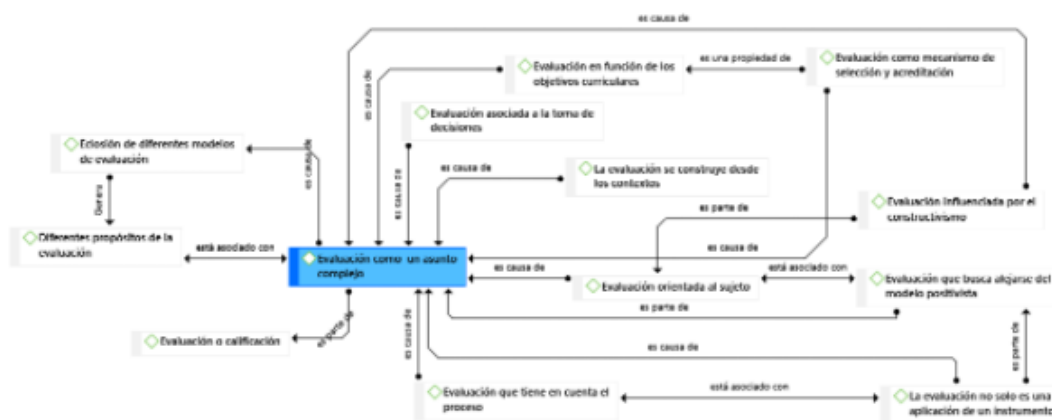 es causa de
Evaluación en función de los
objetivos curriculares
es una propiedad de
Evaluación como mecanismo de
selección y acreditación
es causa de
Evaluación asociada a la toma de
decisiones
Eclosión de diferentes modelos
de evaluación
es causa de
es causa de
es causa de
La evaluación se construye desde
los contextos
Genera
es parte de
Evaluación influenciada por el
constructivismo
Diferentes propósitos de la
evaluación
está asociado con
Evaluación como un asunto
complejo
es causa de
es causa de
Evaluación orientada al sujeto
está asociado con
Evaluación que busca alejarse del
modelo positivista
es parte de
es parte de
Evaluación o calificación
es causa de
es causa de
es parte de
Evaluación que tiene en cuenta el
proceso
está asociado con
La evaluación no solo es una
aplicación de un instrumento